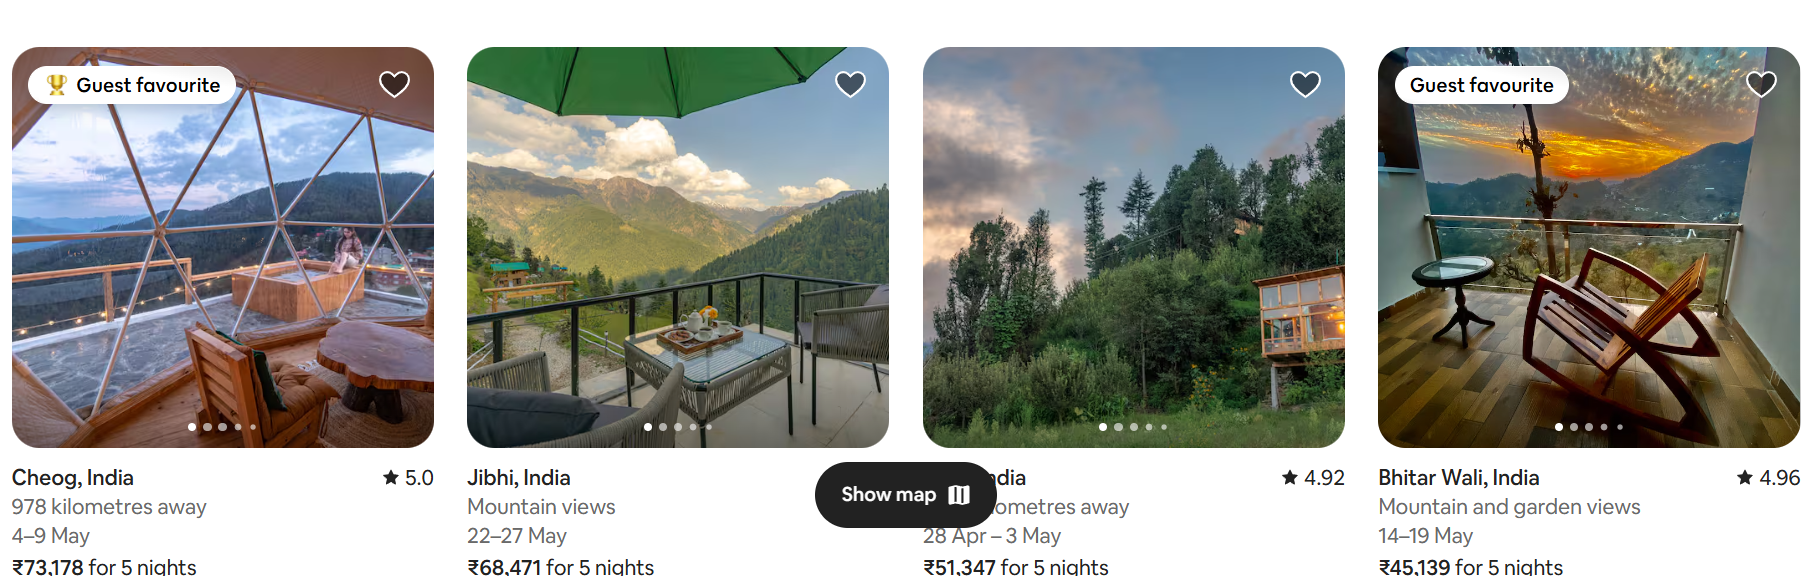 Guest favourite
Guest favourite
Cheog, India
5.0
978 kilometres away
4–9 May
₹73,178 for 5 nights
Jibhi, India
Mountain views
22–27 May
₹68,471 for 5 nights
Show map
4.92
28 Apr – 3 May
₹51,347 for 5 nights
Bhitar Wali, India
4.96
Mountain and garden views
14–19 May
₹45,139 for 5 nights